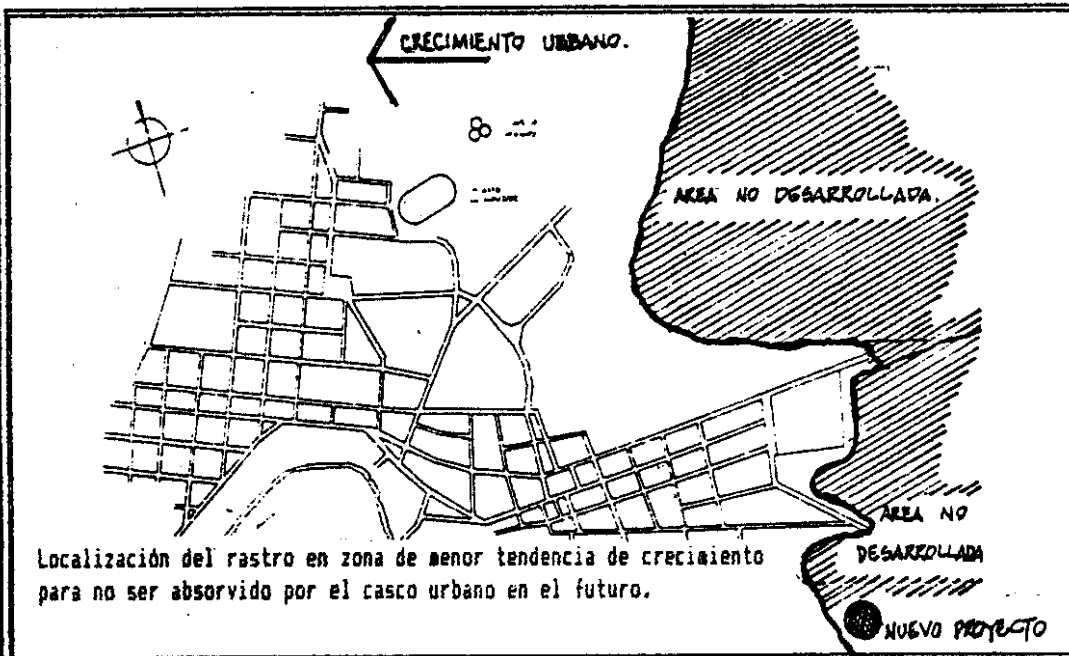 CRECIMIENTO URBANO.
AREA NO DESARROLLADA.
AREA NO
DESARROLLADA
Localización del rastro en zona de menor tendencia de crecimiento
para no ser absorvido por el casco urbano en el futuro.
NUEVO PROYECTO